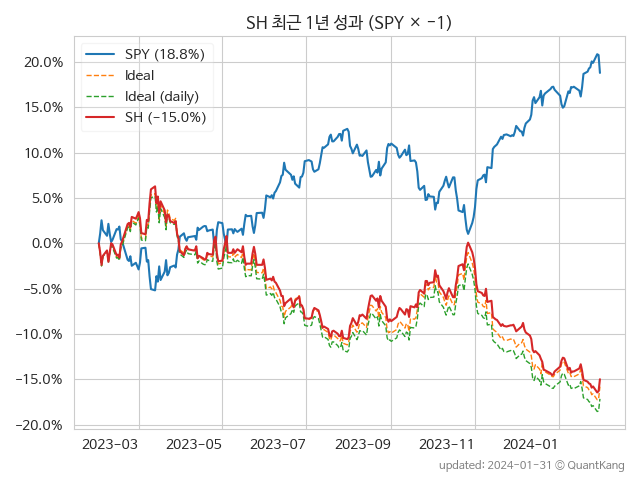 SH 최근 1년 성과 (SPY × −1)
SPY (18.8%)
Ideal
Ideal (daily)
SH (−15.0%)
20.0%
15.0%
10.0%
5.0%
0.0%
−5.0%
−10.0%
−15.0%
−20.0%
2023-03 2023-05 2023-07 2023-09 2023-11 2024-01
updated: 2024-01-31 © QuantKang